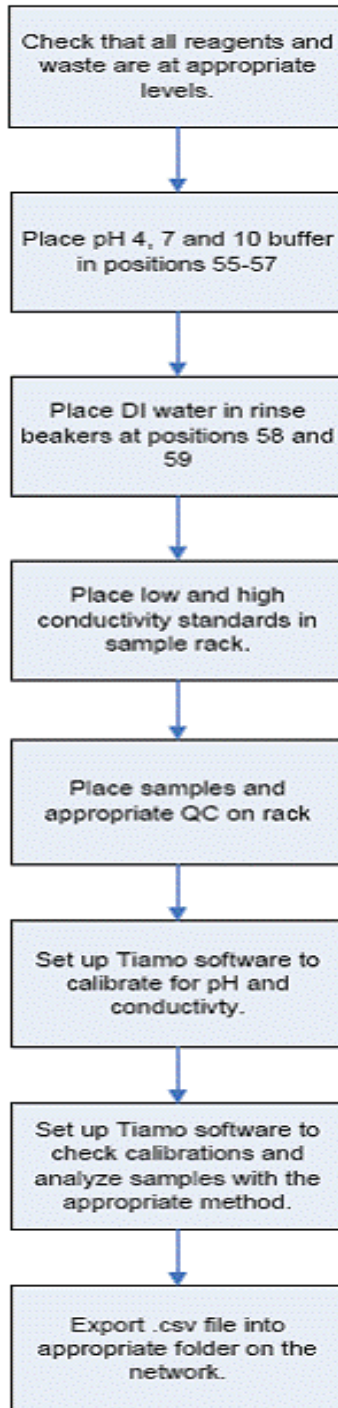 Check that all reagents and
waste are at appropriate
levels.
Place pH 4, 7 and 10 buffer
in positions 55-57
Place DI water in rinse
beakers at positions 58 and
59
Place low and high
conductivity standards in
sample rack.
Place samples and
appropriate QC on rack
Set up Tiamo software to
calibrate for pH and
conductivty.
Set up Tiamo software to
check calibrations and
analyze samples with the
appropriate method.
Export .csv file into
appropriate folder on the
network.